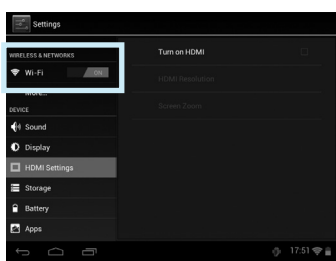 Settings
WIRELESS & NETWORKS
Wi-Fi ON
More...
DEVICE
Sound
Display
HDMI Settings
Storage
Battery
Apps
Turn on HDMI
HDMI Resolution
Screen Zoom
17:51